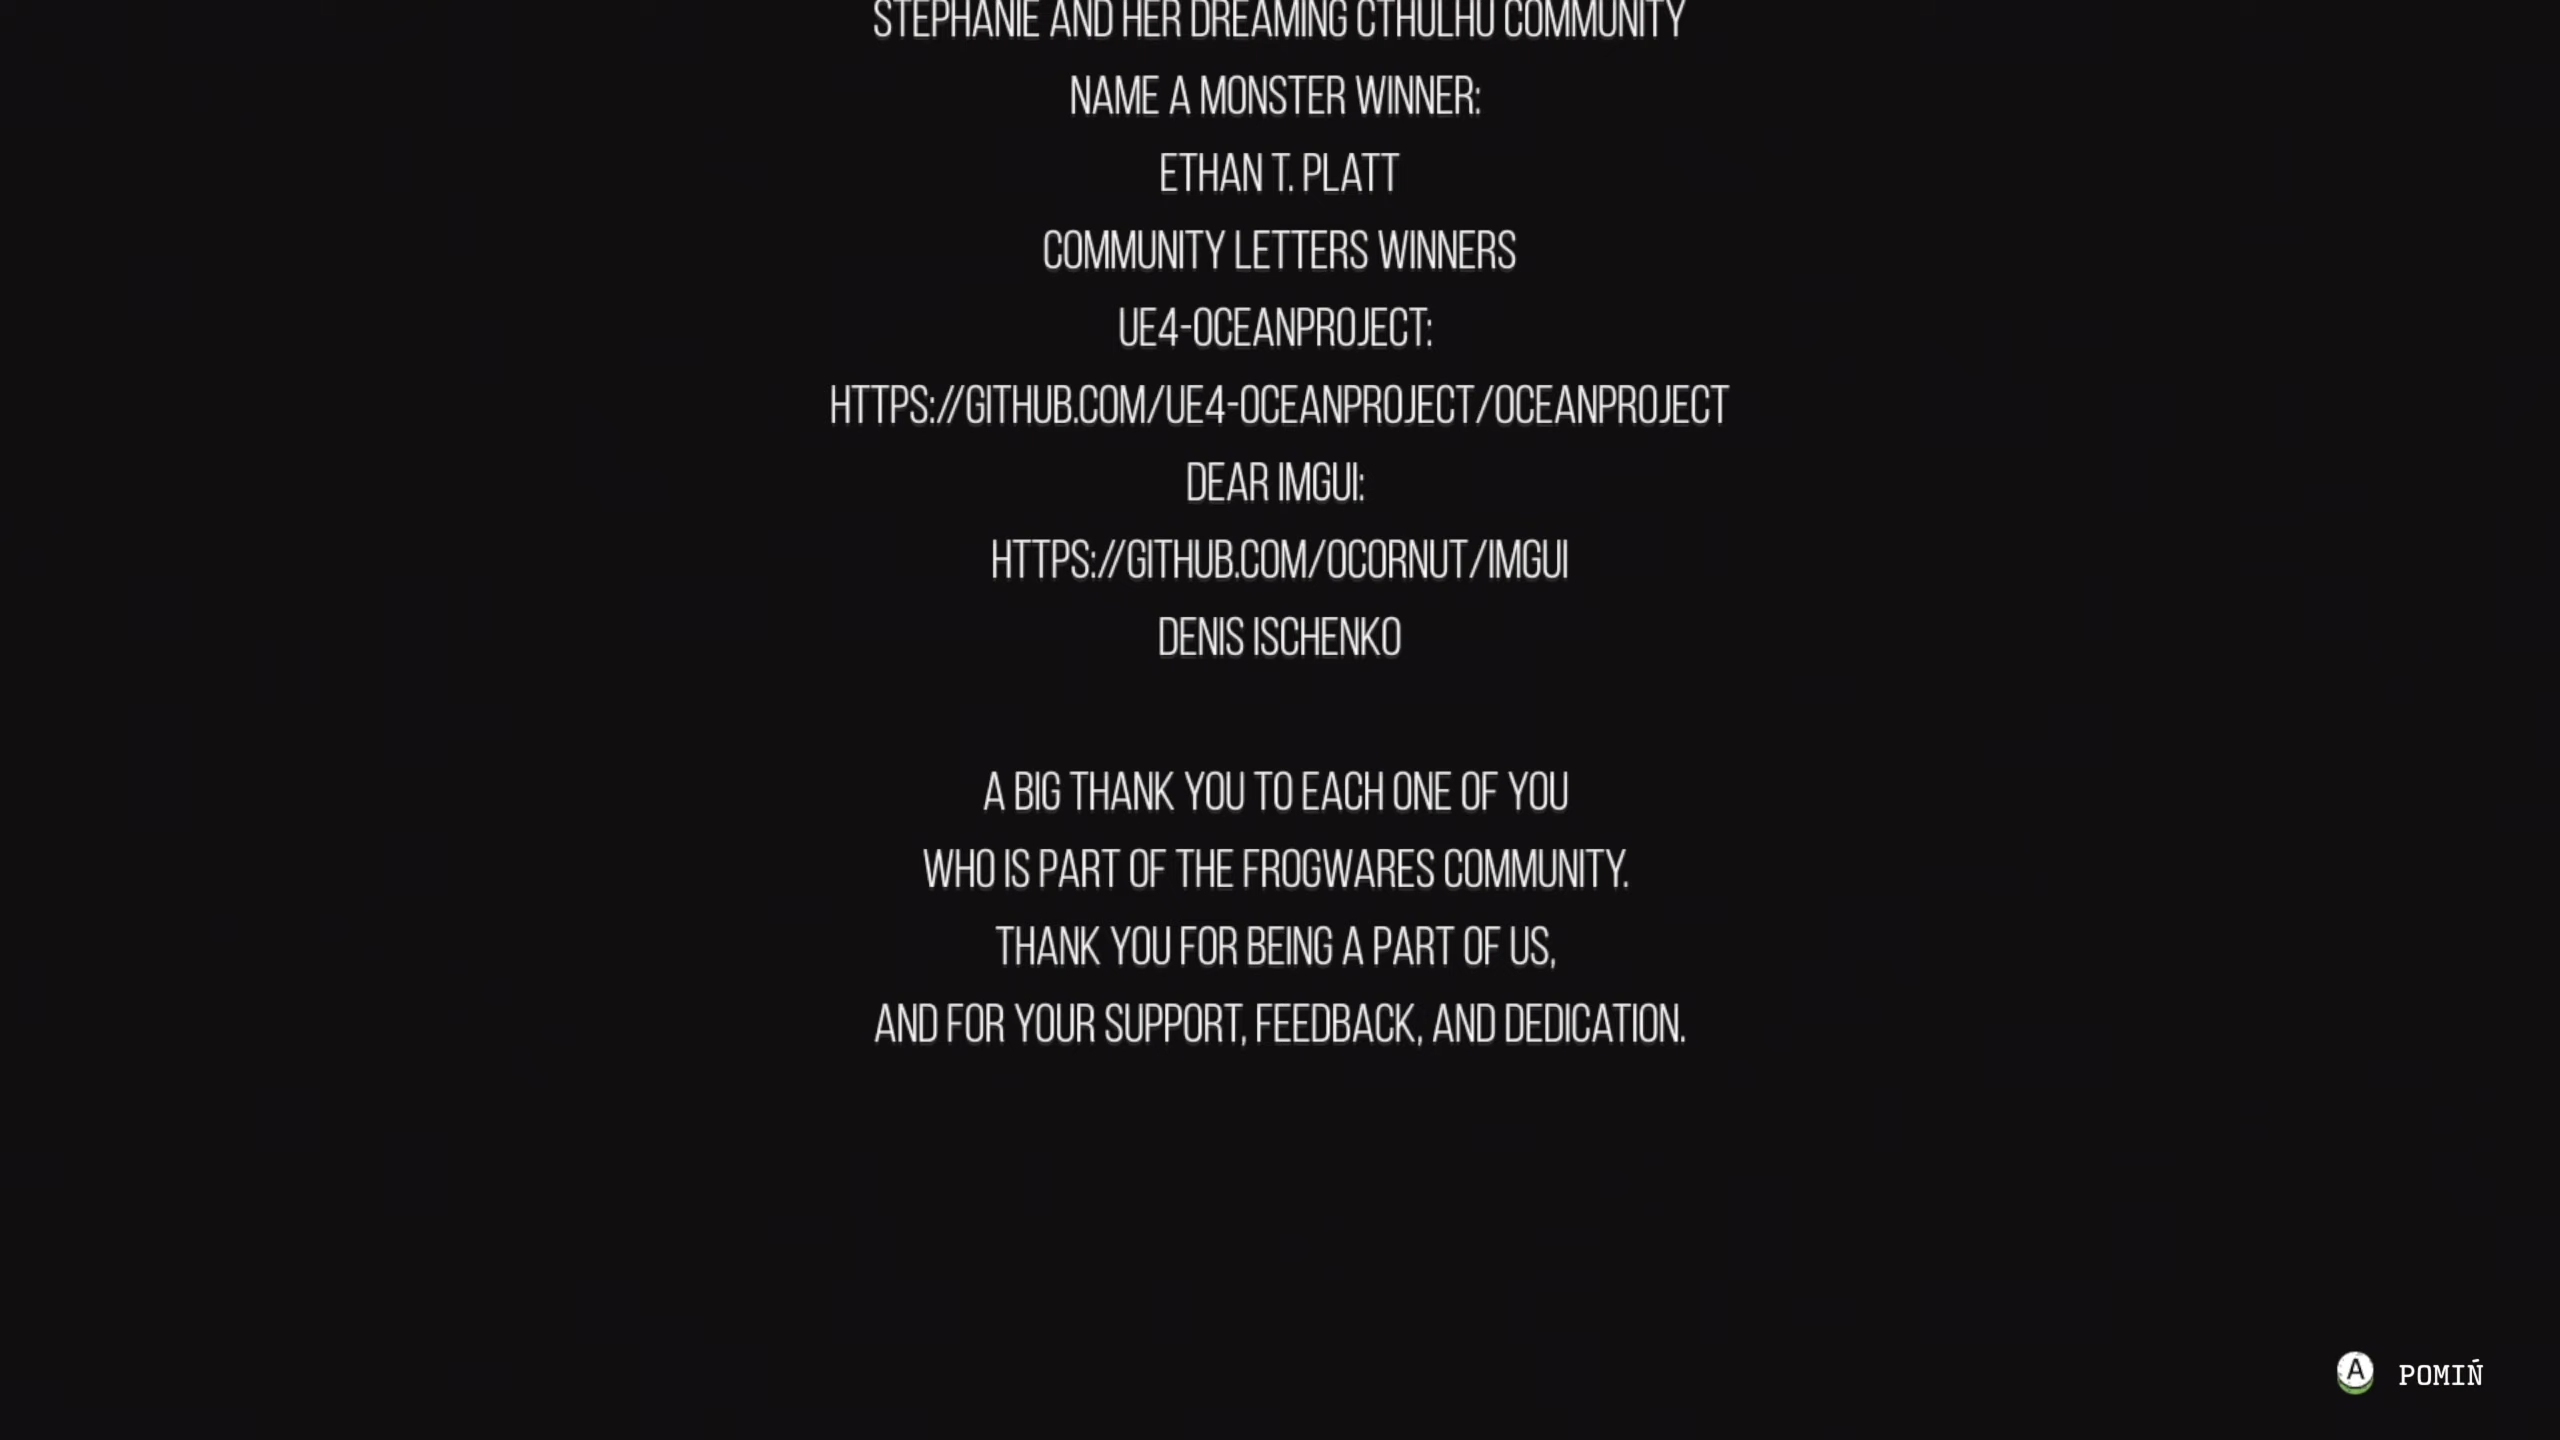 STEPHANIE AND HER DREAMING CTHULHU COMMUNITY
NAME A MONSTER WINNER:
ETHAN T. PLATT
COMMUNITY LETTERS WINNERS
UE4-OCEANPROJECT:
HTTPS://GITHUB.COM/UE4-OCEANPROJECT/OCEANPROJECT
DEAR IMGUI:
HTTPS://GITHUB.COM/OCORNUT/IMGUI
DENIS ISCHENKO
A BIG THANK YOU TO EACH ONE OF YOU
WHO IS PART OF THE FROGWARES COMMUNITY.
THANK YOU FOR BEING A PART OF US,
AND FOR YOUR SUPPORT, FEEDBACK, AND DEDICATION.
A POMIŃ